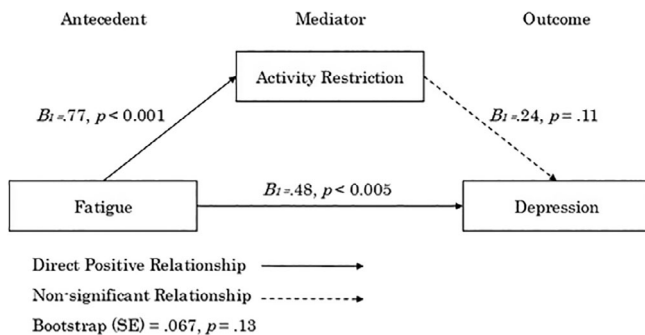 Antecedent Mediator Outcome
Activity Restriction
B1 =.77, p < 0.001 B1 =.24, p = .11
B1 =.48, p < 0.005
Fatigue Depression
Direct Positive Relationship
Non-significant Relationship
Bootstrap (SE) = .067, p = .13